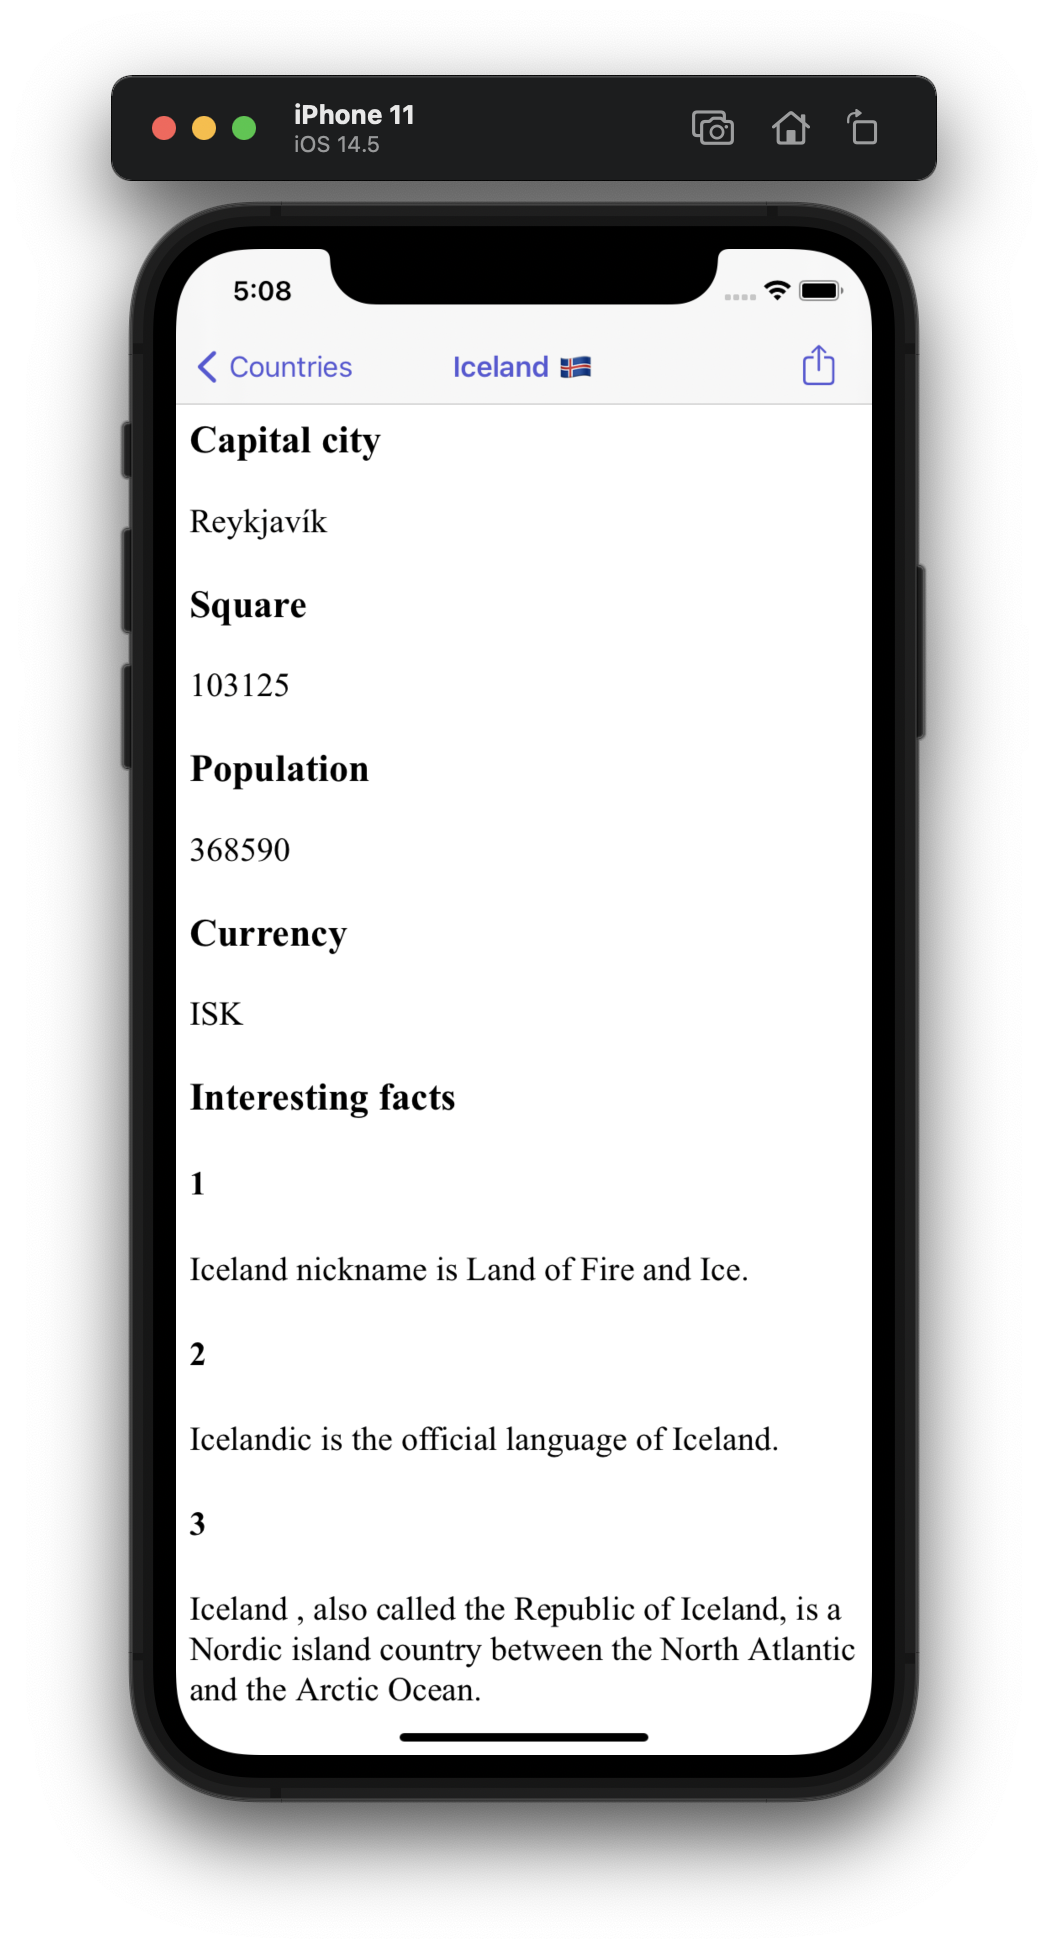 iPhone 11
iOS 14.5
5:08
Countries
Iceland 🇮🇸
Capital city
Reykjavík
Square
103125
Population
368590
Currency
ISK
Interesting facts
1
Iceland nickname is Land of Fire and Ice.
2
Icelandic is the official language of Iceland.
3
Iceland , also called the Republic of Iceland, is a
Nordic island country between the North Atlantic
and the Arctic Ocean.